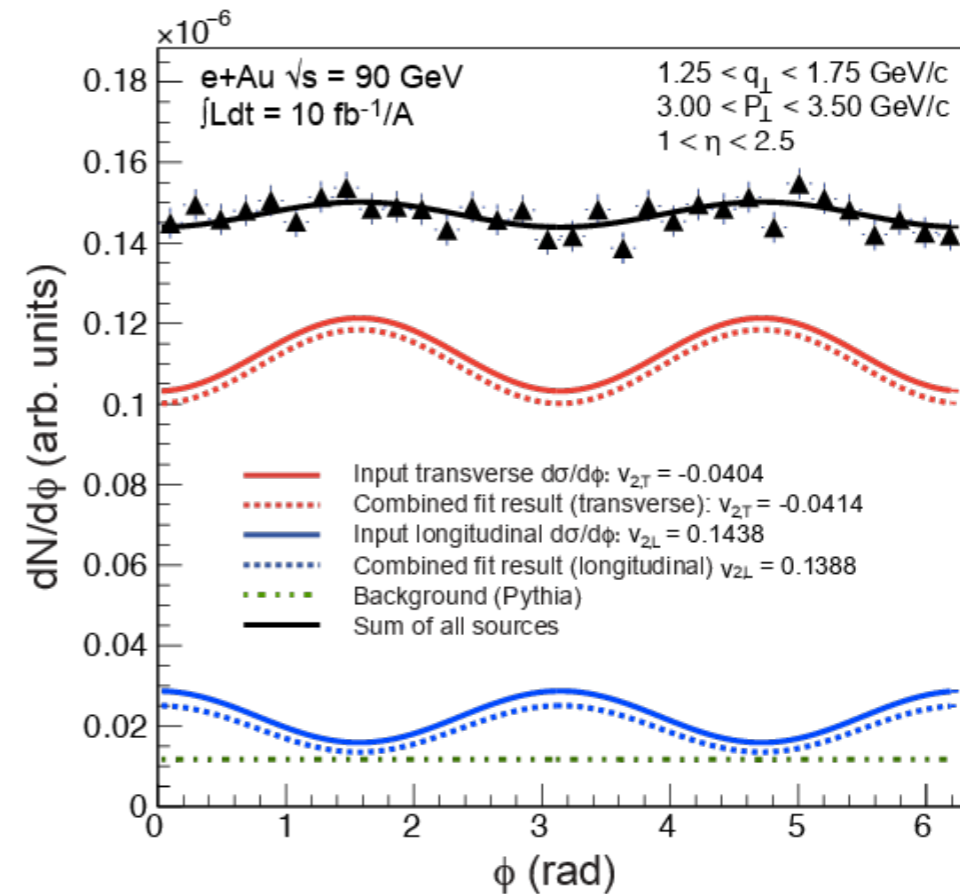 ×10⁻⁶
e+Au √s = 90 GeV
∫Ldt = 10 fb⁻¹/A
1.25 < q⊥ < 1.75 GeV/c
3.00 < P⊥ < 3.50 GeV/c
1 < η < 2.5
dN/dϕ (arb. units)
0.18
0.16
0.14
0.12
0.1
0.08
0.06
0.04
0.02
0
Input transverse dσ/dϕ: v₂,T = -0.0404
Combined fit result (transverse): v₂,T = -0.0414
Input longitudinal dσ/dϕ: v₂,L = 0.1438
Combined fit result (longitudinal) v₂,L = 0.1388
Background (Pythia)
Sum of all sources
0 1 2 3 4 5 6
ϕ (rad)